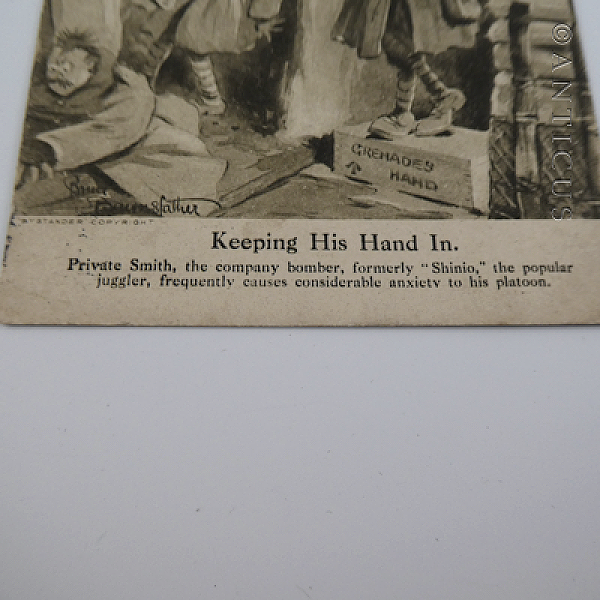 GRENADES
HAND
Bruce
Bairnsfather
BYSTANDER COPYRIGHT
Keeping His Hand In.
Private Smith, the company bomber, formerly "Shinio," the popular
juggler, frequently causes considerable anxiety to his platoon.
©ANTICUS